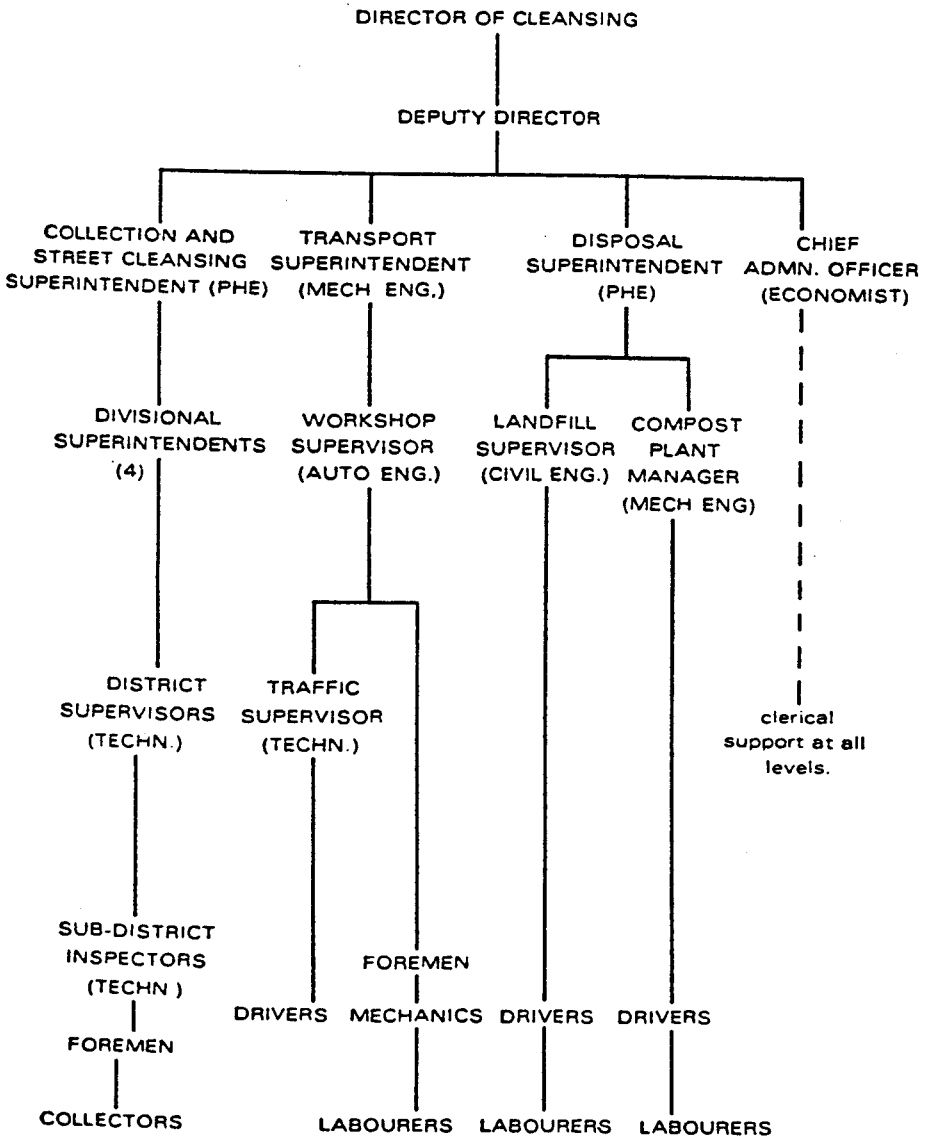 DIRECTOR OF CLEANSING
DEPUTY DIRECTOR
COLLECTION AND
STREET CLEANSING
SUPERINTENDENT (PHE)
TRANSPORT
SUPERINTENDENT
(MECH ENG.)
DISPOSAL
SUPERINTENDENT
(PHE)
CHIEF
ADMN. OFFICER
(ECONOMIST)
DIVISIONAL
SUPERINTENDENTS
(4)
WORKSHOP
SUPERVISOR
(AUTO ENG.)
LANDFILL
SUPERVISOR
(CIVIL ENG.)
COMPOST
PLANT
MANAGER
(MECH ENG)
DISTRICT
SUPERVISORS
(TECHN.)
TRAFFIC
SUPERVISOR
(TECHN.)
clerical
support at all
levels.
SUB-DISTRICT
INSPECTORS
(TECHN )
FOREMEN
DRIVERS
MECHANICS
DRIVERS
DRIVERS
FOREMEN
COLLECTORS
LABOURERS
LABOURERS
LABOURERS